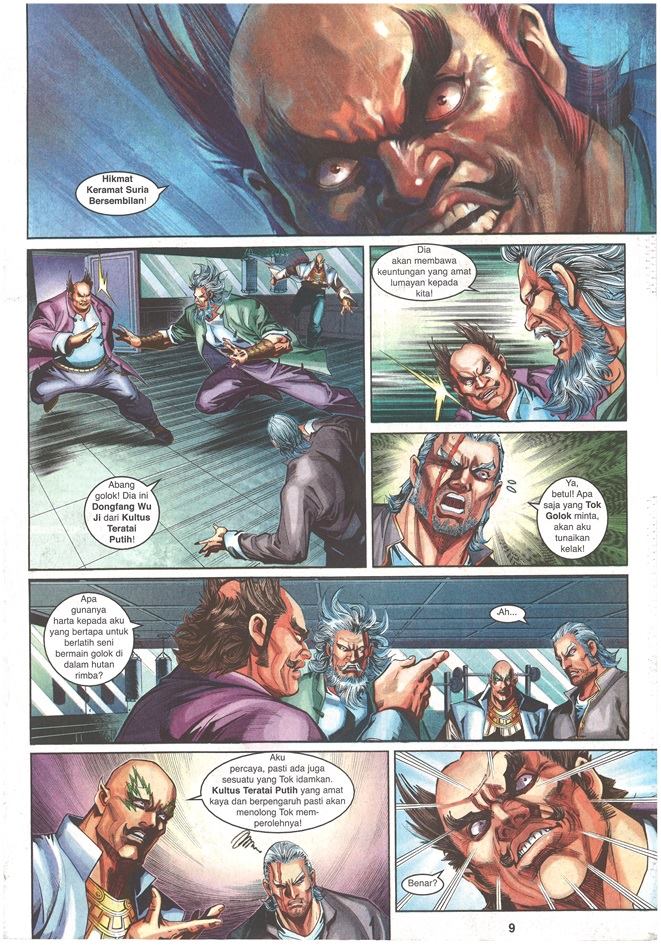 Hikmat
Keramat Suria
Bersembilan!
Abang
golok! Dia ini
Dongfang Wu
Ji dari Kultus
Teratai
Putih!
Dia
akan membawa
keuntungan yang amat
lumayan kepada
kita!
Ya,
betul! Apa
saja yang Tok
Golok minta,
akan aku
tunaikan
kelak!
Apa
gunanya
harta kepada aku
yang bertapa untuk
berlatih seni
bermain golok di
dalam hutan
rimba?
.Ah...
Aku
percaya, pasti ada juga
sesuatu yang Tok idamkan.
Kultus Teratai Putih yang amat
kaya dan berpengaruh pasti akan
menolong Tok mem-
perolehnya!
Benar?
9